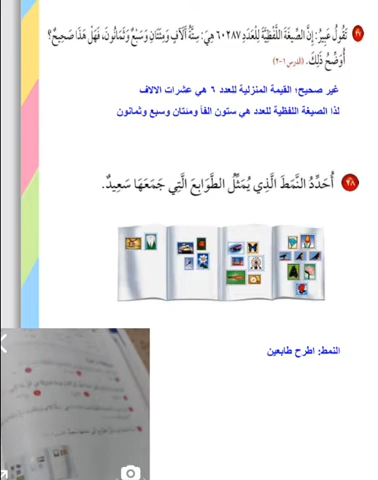 ٢٧ تَقُولُ عَبِيرُ: إِنَّ الصِّيغَةَ اللَّفْظِيَّةَ لِلْعَدَدِ ٦٠٢٨٧ هِيَ: سِتَّةُ آلَافٍ وَمِئَتَانِ وَسَبْعٌ وَثَمَانُونَ، فَهَلْ هَذَا صَحِيحٌ؟
أُوَضِّحُ ذَلِكَ. (الدرس ١-٢)
غير صحيح؛ القيمة المنزلية للعدد ٦ هي عشرات الالاف
لذا الصيغة اللفظية للعدد هي ستون الفاً ومئتان وسبع وثمانون
٢٨ أُحَدِّدُ النَّمَطَ الَّذِي يُمَثِّلُ الطَّوَابِعَ الَّتِي جَمَعَهَا سَعِيدٌ.
النمط: اطرح طابعين